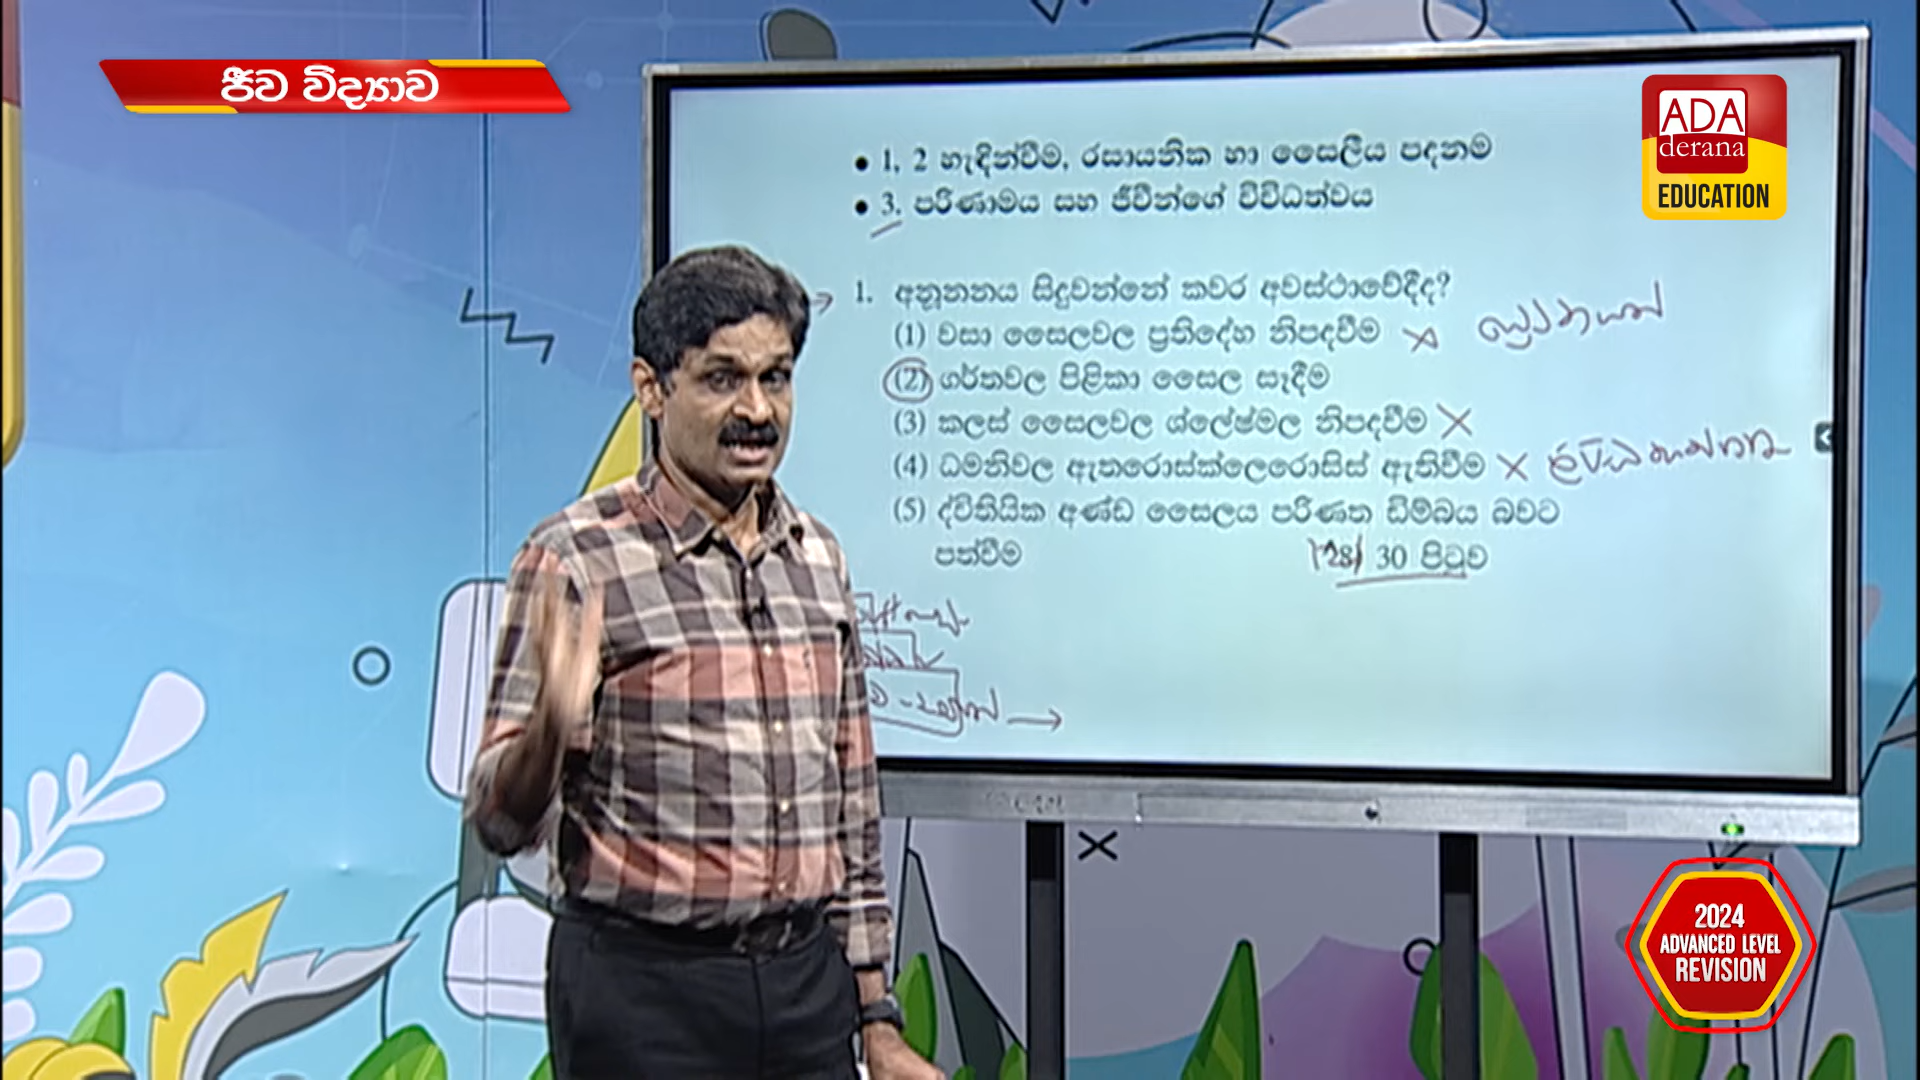 ජීව විද්‍යාව
ADA
derana
EDUCATION
• 1, 2 හැඳින්වීම, රසායනික හා සෛලීය පදනම
• 3. පරිණාමය සහ ජීවීන්ගේ විවිධත්වය
1. අනූනනය සිදුවන්නේ කවර අවස්ථාවේදීද?
(1) වසා සෛලවල ප්‍රතිදේහ නිපදවීම
(2) ගර්තවල පිළිකා සෛල සෑදීම
(3) කලස් සෛලවල ශ්ලේෂ්මල නිපදවීම
(4) ධමනිවල ඇතරොස්ක්ලෙරොසිස් ඇතිවීම
(5) ද්විතියික අණ්ඩ සෛලය පරිණත ඩිම්බය බවට
පත්වීම
28/ 30 පිටුව
2024
ADVANCED LEVEL
REVISION